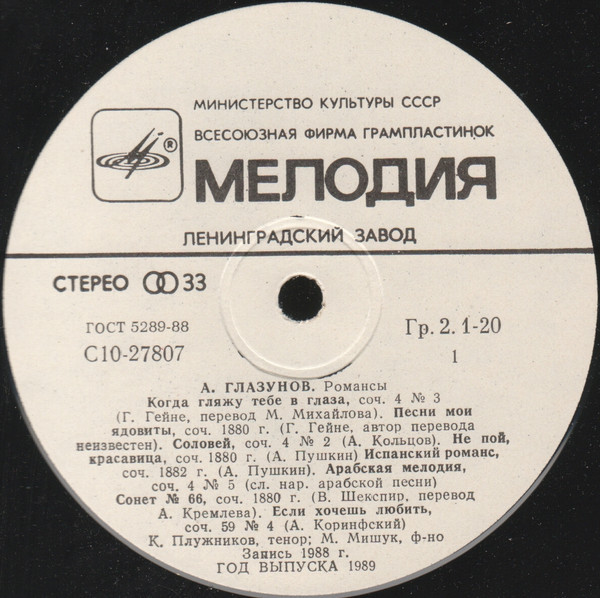 МИНИСТЕРСТВО КУЛЬТУРЫ СССР
ВСЕСОЮЗНАЯ ФИРМА ГРАМПЛАСТИНОК
®
МЕЛОДИЯ
ЛЕНИНГРАДСКИЙ ЗАВОД
СТЕРЕО 33
ГОСТ 5289-88
Гр. 2. 1-20
С10-27807
1
А. ГЛАЗУНОВ. Романсы
Когда гляжу тебе в глаза, соч. 4 № 3
(Г. Гейне, перевод М. Михайлова). Песни мои
ядовиты, соч. 1880 г. (Г. Гейне, автор перевода
неизвестен). Соловей, соч. 4 № 2 (А. Кольцов). Не пой,
красавица, соч. 1880 г. (А. Пушкин) Испанский романс,
соч. 1882 г. (А. Пушкин). Арабская мелодия,
соч. 4 № 5 (сл. нар. арабской песни)
Сонет № 66, соч. 1880 г. (В. Шекспир, перевод
А. Кремлева). Если хочешь любить,
соч. 59 № 4 (А. Коринфский)
К. Плужников, тенор; М. Мишук, ф-но
Запись 1988 г.
ГОД ВЫПУСКА 1989